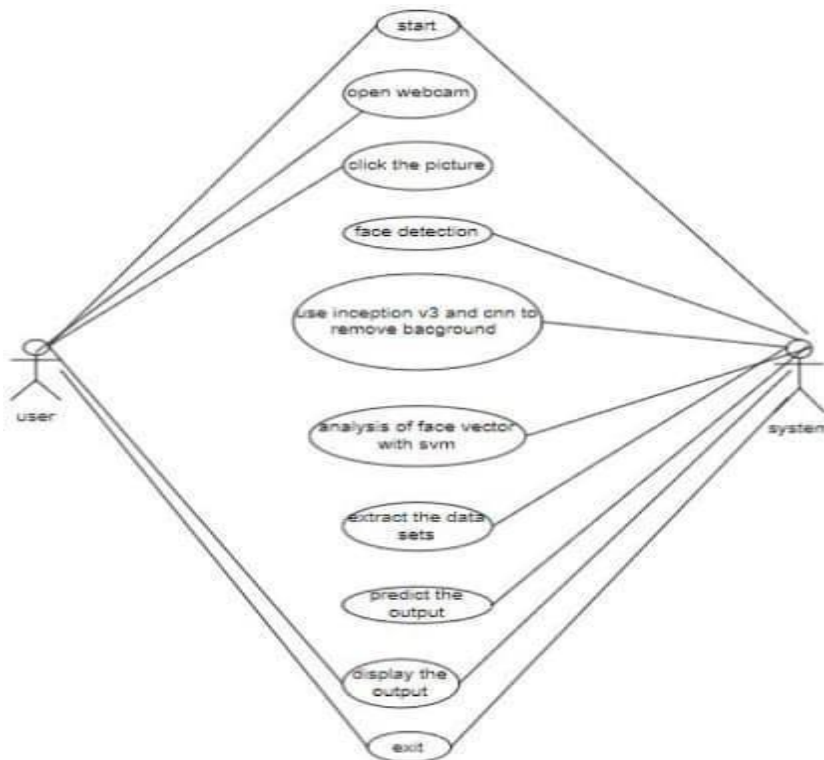 start
open webcam
click the picture
face detection
use inception v3 and cnn to
remove bacground
user
system
analysis of face vector
with svm
extract the data
sets
predict the
output
display the
output
exit